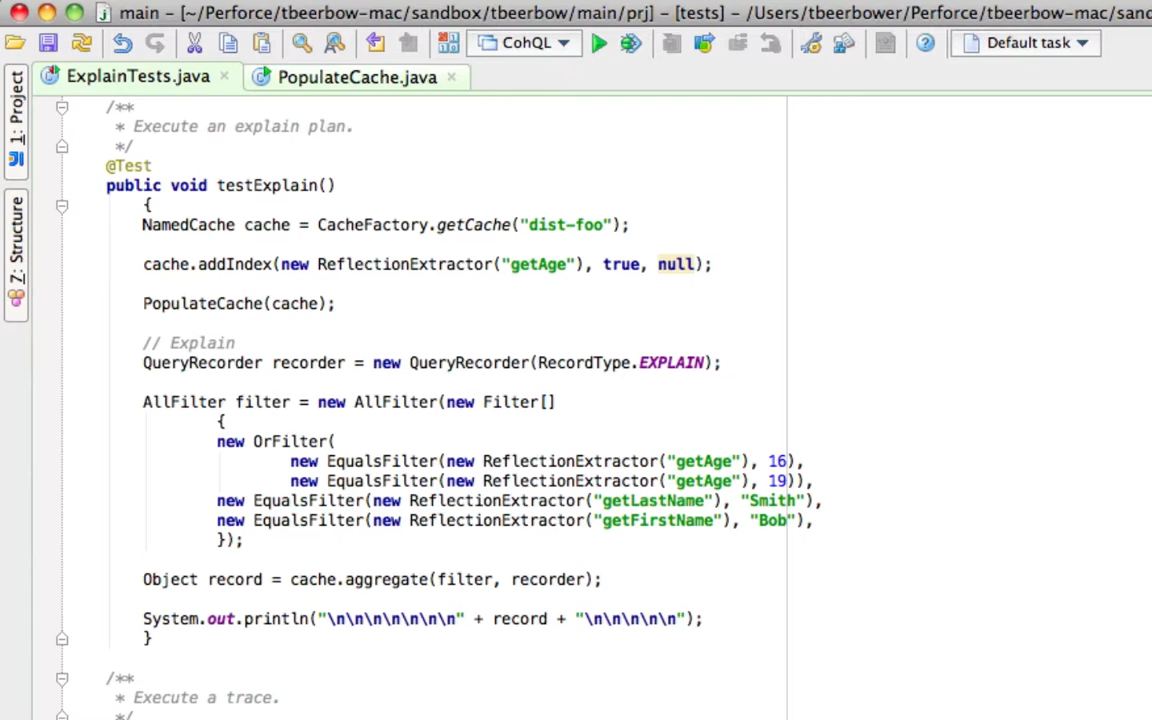 main – [~/Perforce/tbeerbow-mac/sandbox/tbeerbow/main/prj] – [tests] – /Users/tbeerbower/Perforce/tbeerbow-mac/sand
CohQL
Default task
ExplainTests.java
PopulateCache.java
1: Project
7: Structure
/**
* Execute an explain plan.
*/
@Test
public void testExplain()
{
NamedCache cache = CacheFactory.getCache("dist-foo");
cache.addIndex(new ReflectionExtractor("getAge"), true, null);
PopulateCache(cache);
// Explain
QueryRecorder recorder = new QueryRecorder(RecordType.EXPLAIN);
AllFilter filter = new AllFilter(new Filter[]
{
new OrFilter(
new EqualsFilter(new ReflectionExtractor("getAge"), 16),
new EqualsFilter(new ReflectionExtractor("getAge"), 19)),
new EqualsFilter(new ReflectionExtractor("getLastName"), "Smith"),
new EqualsFilter(new ReflectionExtractor("getFirstName"), "Bob"),
});
Object record = cache.aggregate(filter, recorder);
System.out.println("\n\n\n\n\n\n\n" + record + "\n\n\n\n\n");
}
/**
* Execute a trace.
*/